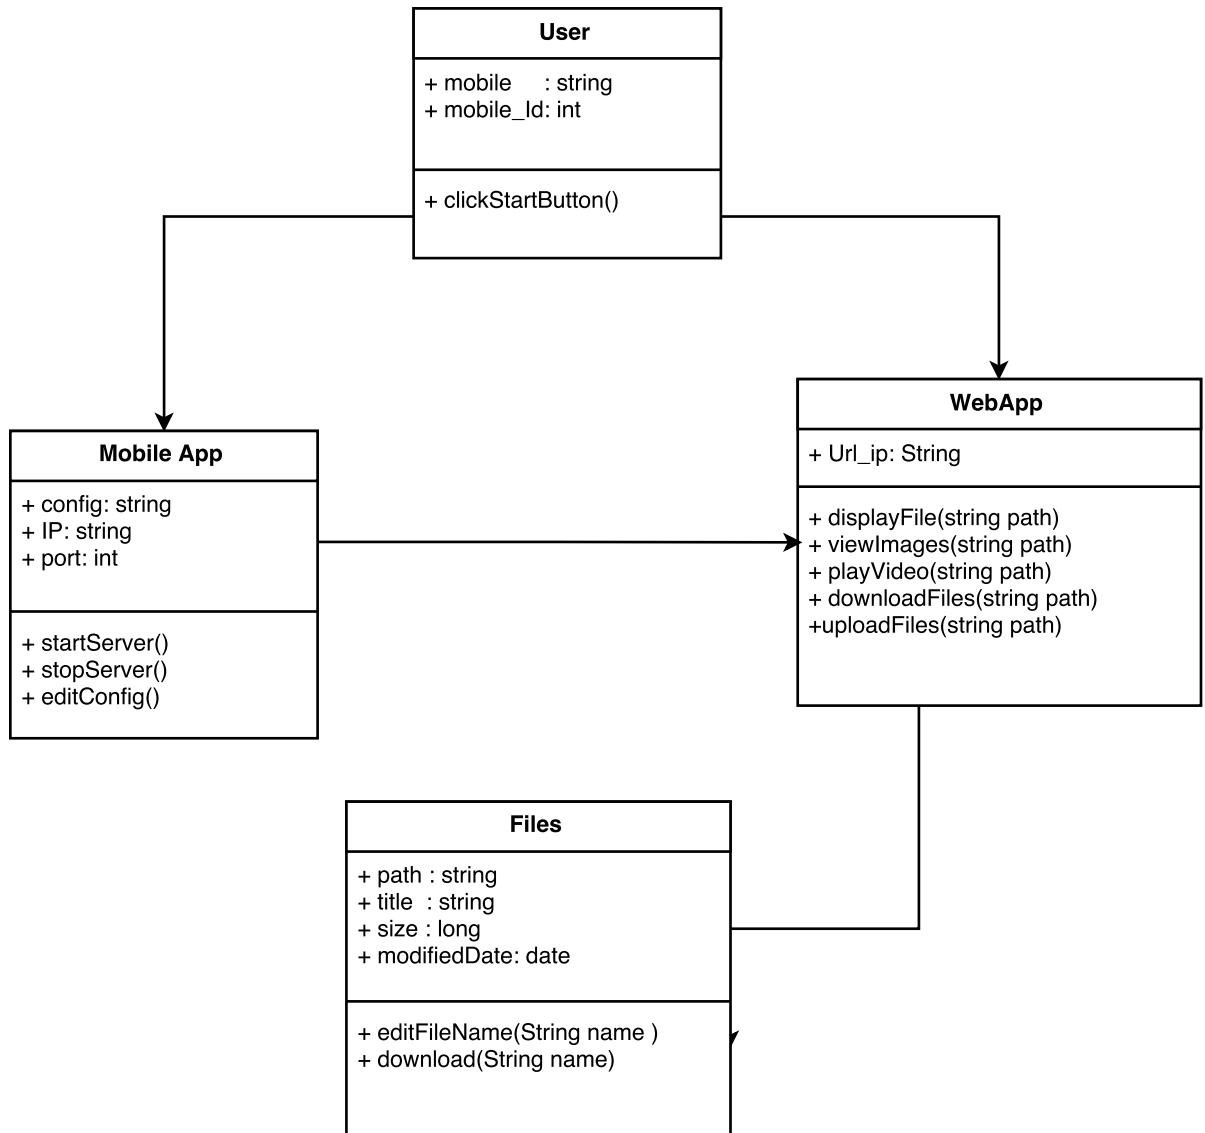 User
+ mobile : string
+ mobile_Id: int
+ clickStartButton()
Mobile App
+ config: string
+ IP: string
+ port: int
+ startServer()
+ stopServer()
+ editConfig()
WebApp
+ Url_ip: String
+ displayFile(string path)
+ viewImages(string path)
+ playVideo(string path)
+ downloadFiles(string path)
+uploadFiles(string path)
Files
+ path : string
+ title : string
+ size : long
+ modifiedDate: date
+ editFileName(String name )
+ download(String name)